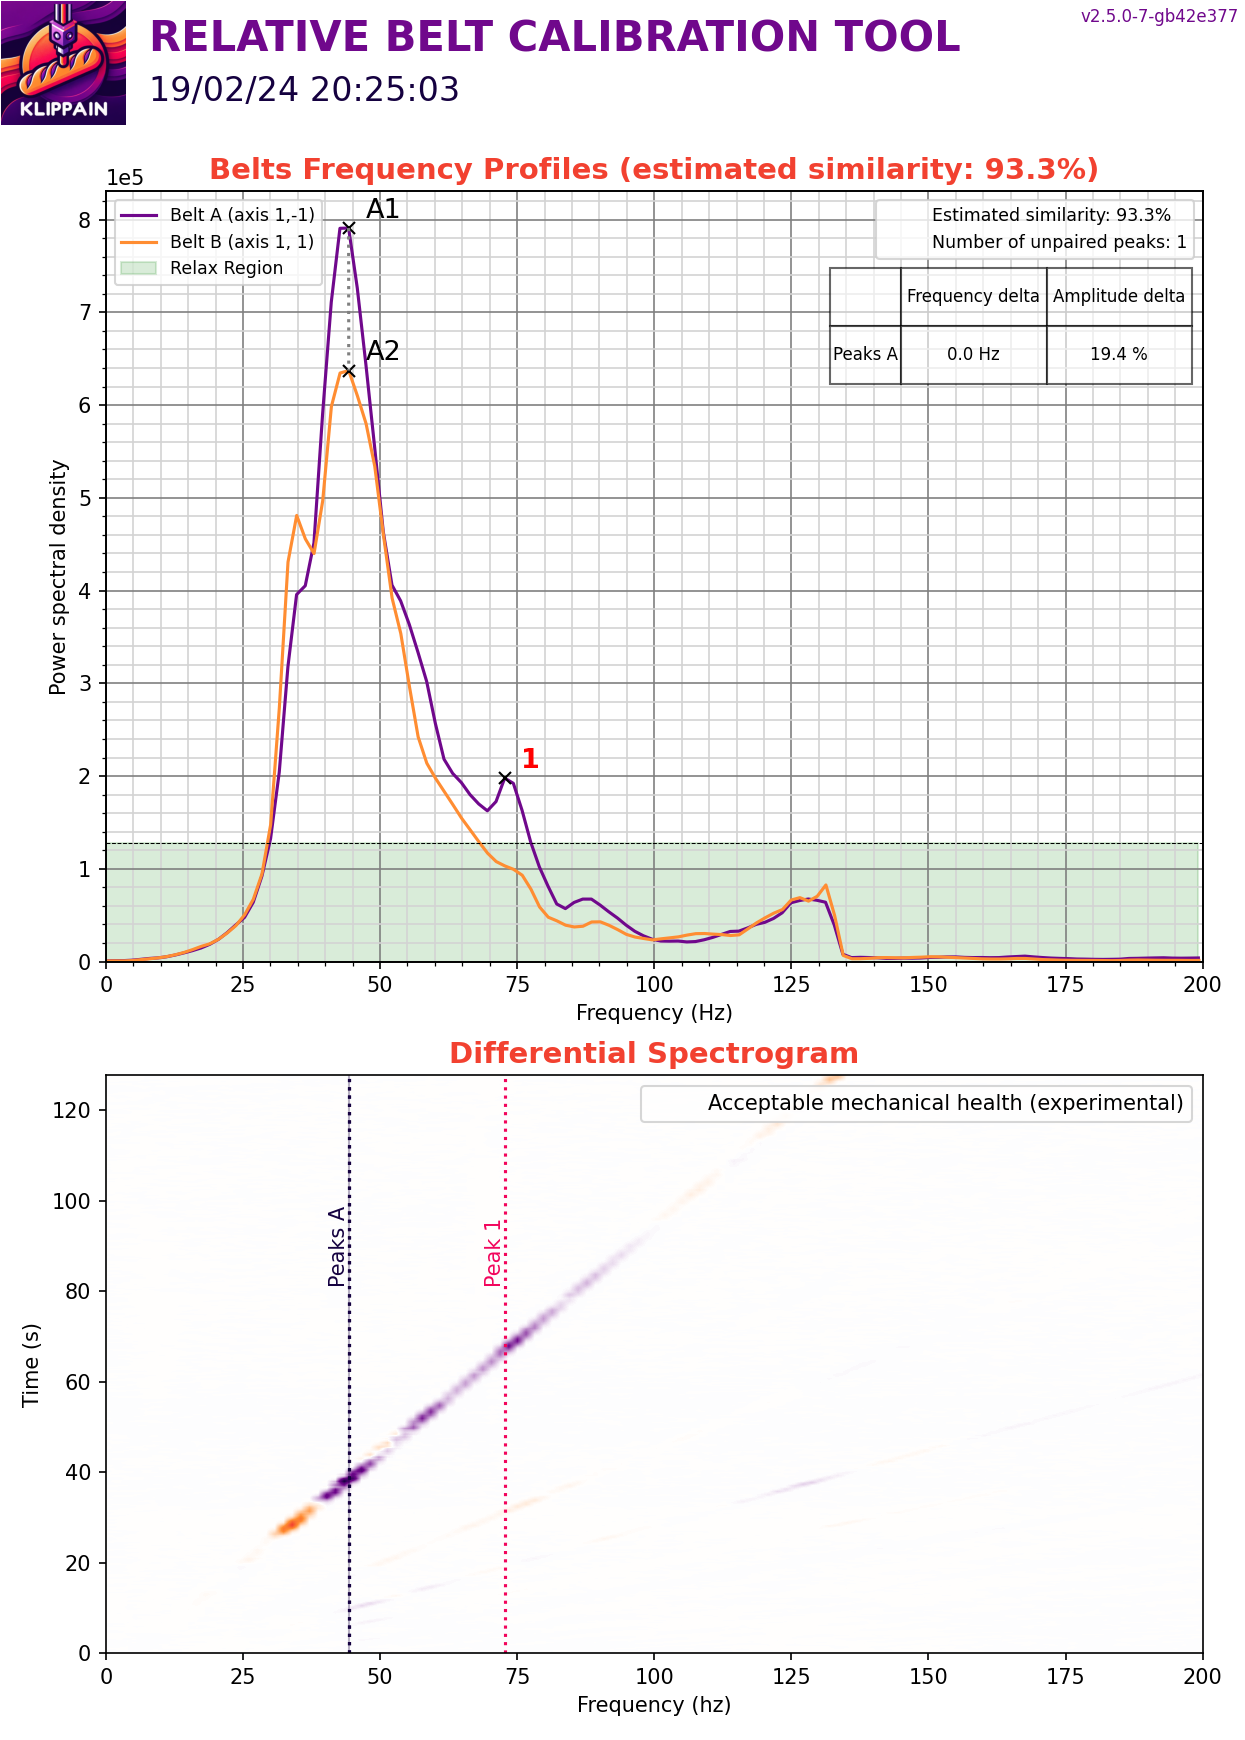 KLIPPAIN
RELATIVE BELT CALIBRATION TOOL
v2.5.0-7-gb42e377
19/02/24 20:25:03
Belts Frequency Profiles (estimated similarity: 93.3%)
1e5
Belt A (axis 1,-1)
Belt B (axis 1, 1)
Relax Region
A1
A2
1
Estimated similarity: 93.3%
Number of unpaired peaks: 1
Frequency delta Amplitude delta
Peaks A 0.0 Hz 19.4 %
Power spectral density
8
7
6
5
4
3
2
1
0
0 25 50 75 100 125 150 175 200
Frequency (Hz)
Differential Spectrogram
Acceptable mechanical health (experimental)
Peaks A
Peak 1
Time (s)
120
100
80
60
40
20
0
0 25 50 75 100 125 150 175 200
Frequency (hz)